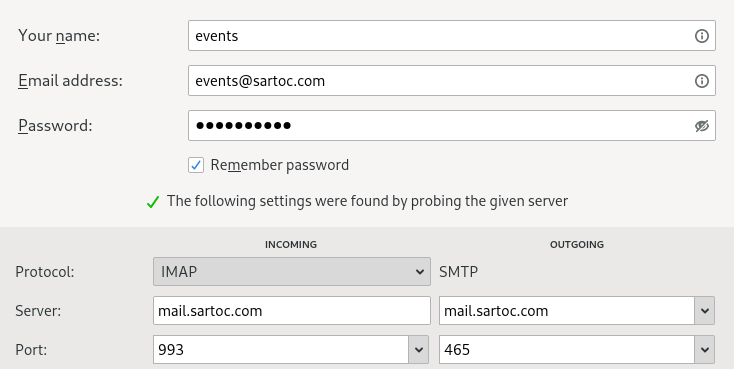 Your name: events
Email address: events@sartoc.com
Password: ●●●●●●●●●●
Remember password
The following settings were found by probing the given server
INCOMING OUTGOING
Protocol: IMAP SMTP
Server: mail.sartoc.com mail.sartoc.com
Port: 993 465